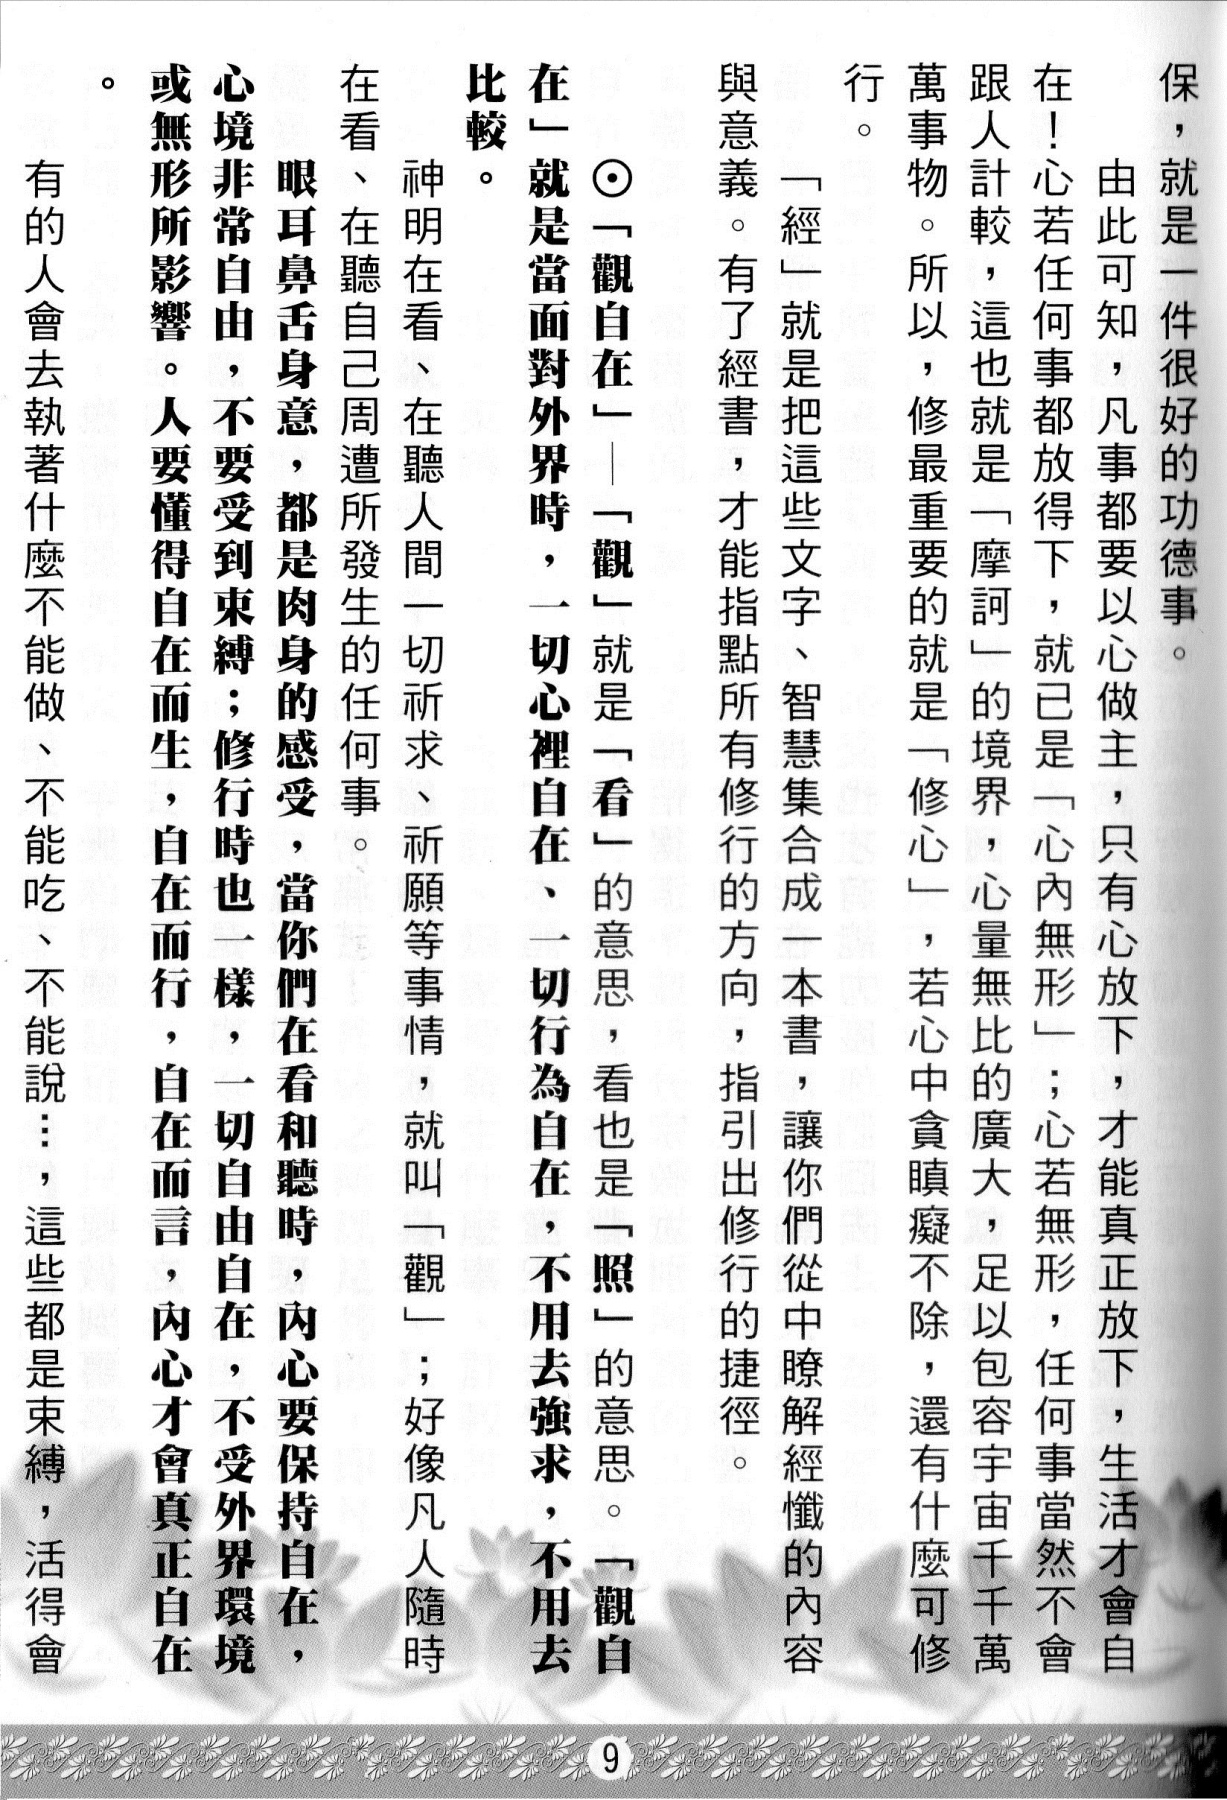 保，就是一件很好的功德事。
由此可知，凡事都要以心做主，只有心放下，才能真正放下，生活才會自
在！心若任何事都放得下，就已是「心內無形」；心若無形，任何事當然不會
跟人計較，這也就是「摩訶」的境界，心量無比的廣大，足以包容宇宙千千萬
萬事物。所以，修最重要的就是「修心」，若心中貪瞋癡不除，還有什麼可修
行。
「經」就是把這些文字、智慧集合成一本書，讓你們從中瞭解經懺的內容
與意義。有了經書，才能指點所有修行的方向，指引出修行的捷徑。
⊙「觀自在」—「觀」就是「看」的意思，看也是「照」的意思。「觀自
在」就是當面對外界時，一切心裡自在、一切行為自在，不用去強求，不用去
比較。
神明在看、在聽人間一切祈求、祈願等事情，就叫「觀」；好像凡人隨時
在看、在聽自己周遭所發生的任何事。
眼耳鼻舌身意，都是肉身的感受，當你們在看和聽時，內心要保持自在，
心境非常自由，不要受到束縛；修行時也一樣，一切自由自在，不受外界環境
或無形所影響。人要懂得自在而生，自在而行，自在而言，內心才會真正自在
。
有的人會去執著什麼不能做、不能吃、不能說…，這些都是束縛，活得會
9